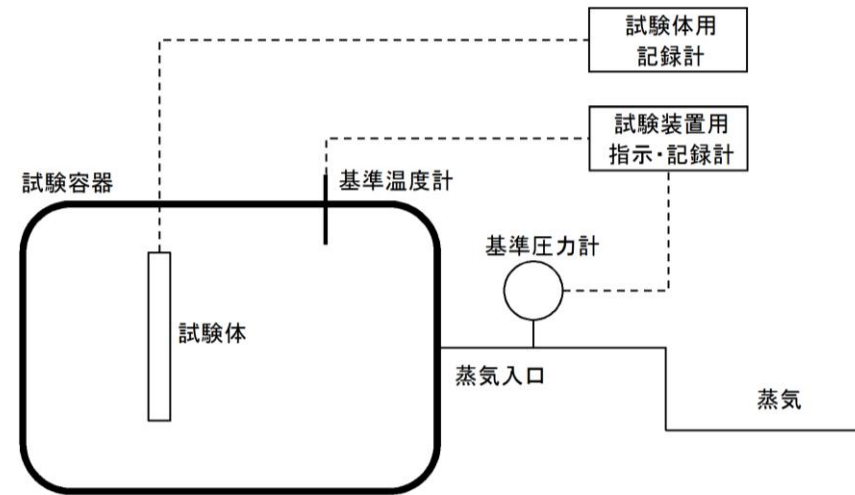 試験体用
記録計
試験装置用
指示・記録計
試験容器
基準温度計
基準圧力計
試験体
蒸気入口
蒸気